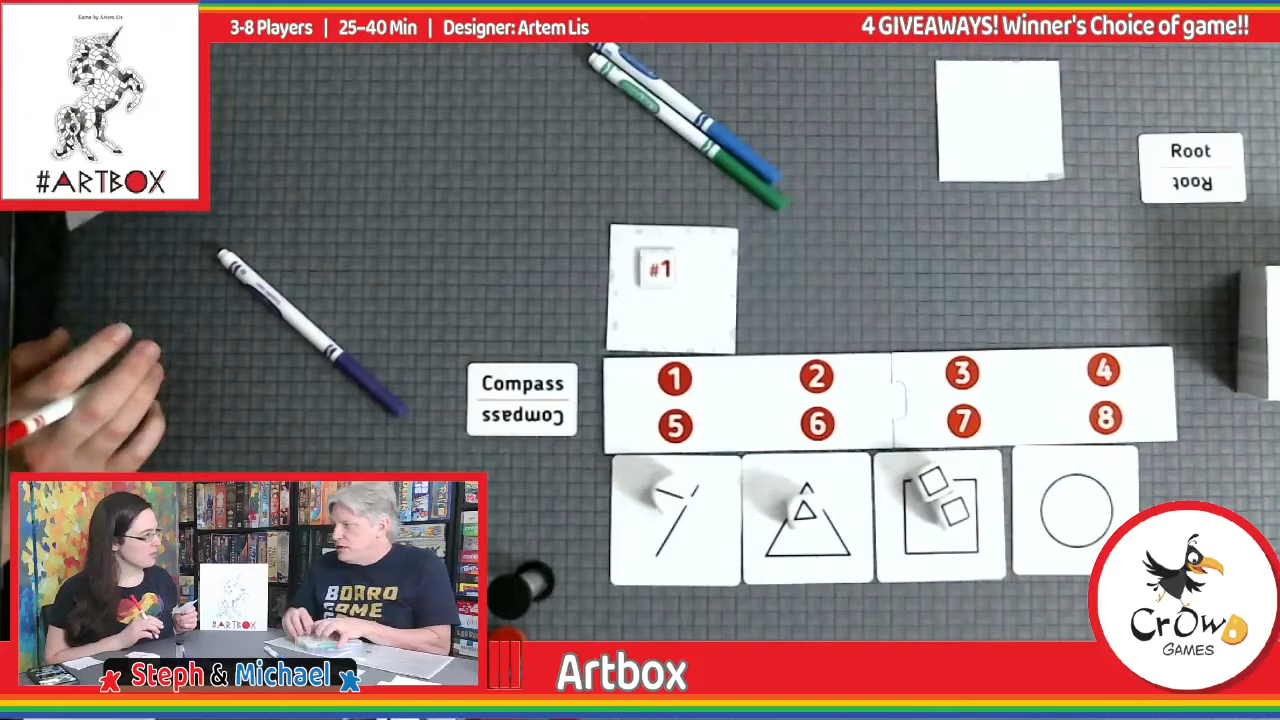 Game by Artem Lis
#ARTBOX
3-8 Players | 25–40 Min | Designer: Artem Lis
4 GIVEAWAYS! Winner's Choice of game!!
Root
Root
#1
Compass
Compass
1 2 3 4
5 6 7 8
#ARTBOX
BOARD
GAME
Steph & Michael
Artbox
CrOwD
GAMES